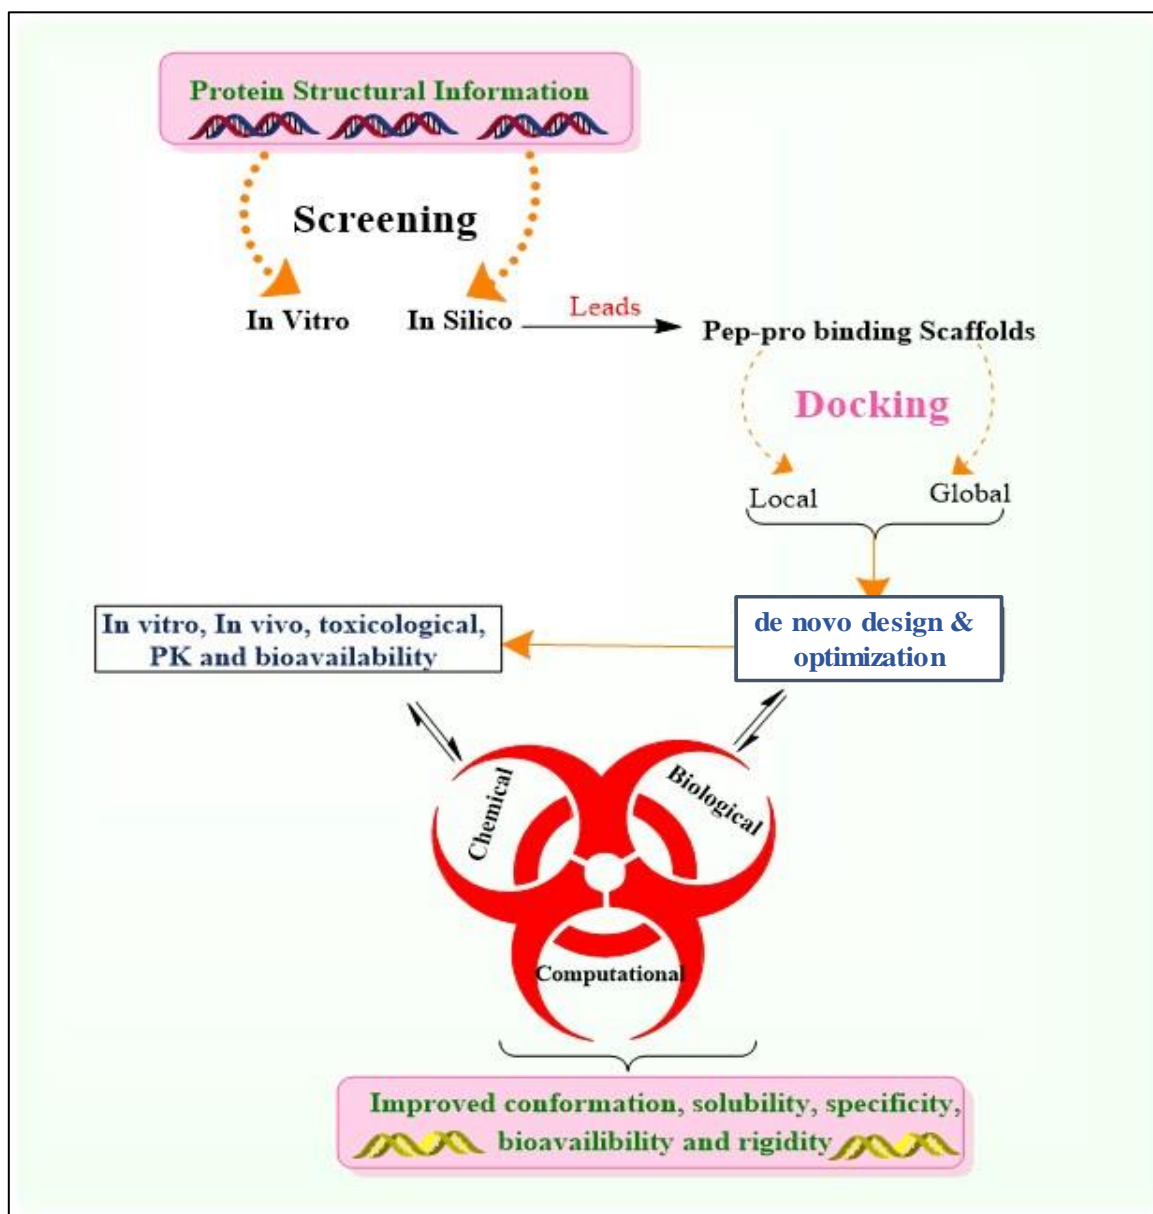 Protein Structural Information
Screening
In Vitro
In Silico
Leads
Pep-pro binding Scaffolds
Docking
Local
Global
de novo design &
optimization
In vitro, In vivo, toxicological,
PK and bioavailability
Chemical
Biological
Computational
Improved conformation, solubility, specificity,
bioavailibility and rigidity